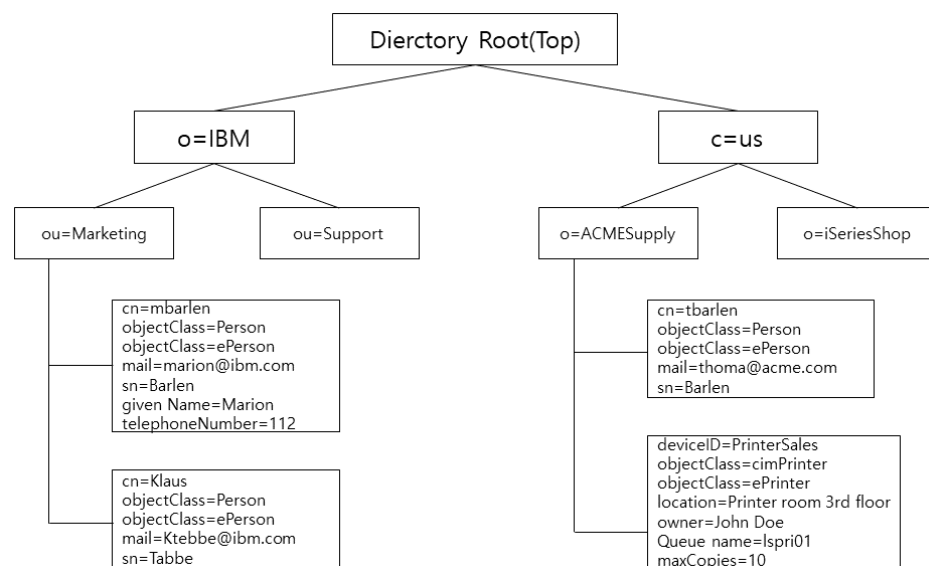 Dierctory Root(Top)
o=IBM
c=us
ou=Marketing
ou=Support
o=ACMESupply
o=iSeriesShop
cn=mbarlen
objectClass=Person
objectClass=ePerson
mail=marion@ibm.com
sn=Barlen
given Name=Marion
telephoneNumber=112
cn=Klaus
objectClass=Person
objectClass=ePerson
mail=Ktebbe@ibm.com
sn=Tabbe
cn=tbarlen
objectClass=Person
objectClass=ePerson
mail=thoma@acme.com
sn=Barlen
deviceID=PrinterSales
objectClass=cimPrinter
objectClass=ePrinter
location=Printer room 3rd floor
owner=John Doe
Queue name=lspri01
maxCopies=10